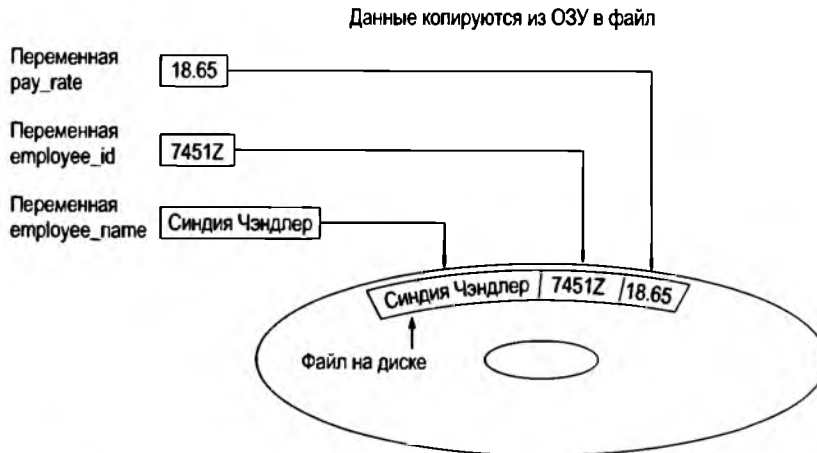 Данные копируются из ОЗУ в файл
Переменная
pay_rate
18.65
Переменная
employee_id
7451Z
Переменная
employee_name
Синдия Чэндлер
Синдия Чэндлер 7451Z 18.65
Файл на диске